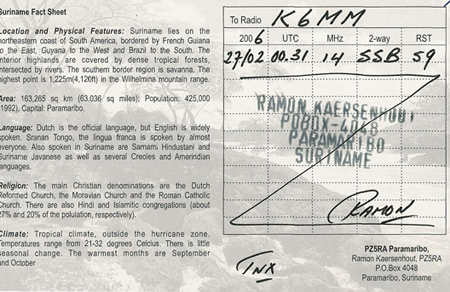 Suriname Fact Sheet
Location and Physical Features: Suriname lies on the
northeastern coast of South America, bordered by French Guiana
to the East, Guyana to the West and Brazil to the South. The
interior highlands are covered by dense tropical forests,
intersected by rivers. The southern border region is savanna. The
highest point is 1,225m(4,120ft) in the Wilhelmina mountain range.
Area: 163,265 sq km (63,036 sq miles); Population: 425,000
(1992), Capital: Paramaribo.
Language: Dutch is the official language, but English is widely
spoken. Sranan Tongo, the lingua franca is spoken by almost
everyone. Also spoken in Suriname are Sarnami Hindustani and
Suriname Javanese as well as several Creoles and Amerindian
languages.
Religion: The main Christian denominations are the Dutch
Reformed Church, the Moravian Church and the Roman Catholic
Church. There are also Hindi and Islamitic congregations (about
27% and 20% of the polulation, respectively).
Climate: Tropical climate, outside the hurricane zone.
Temperatures range from 21-32 degrees Celcius. There is little
seasonal change. The warmest months are September
and October
To Radio K6MM
2006 UTC MHz 2-way RST
27/02 00.31 14 SSB 59
RAMON KAERSENHOUT
POBOX-4048
PARAMARIBO
SURINAME
RAMON
TNX
PZ5RA Paramaribo,
Ramon Kaersenhout, PZ5RA
P.O.Box 4048
Paramaribo, Suriname